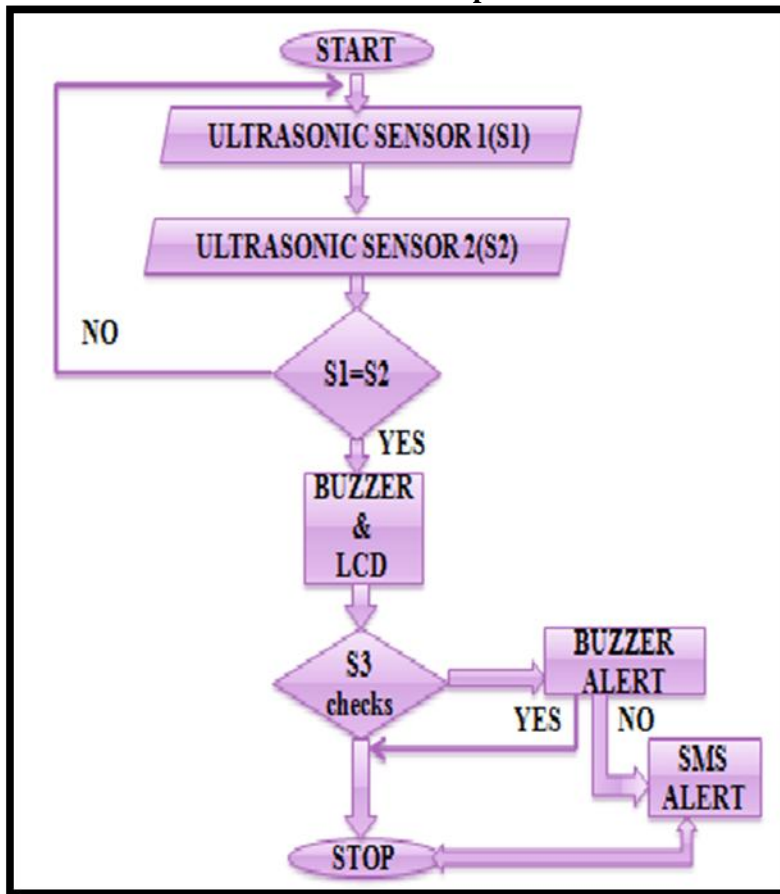 START
ULTRASONIC SENSOR 1(S1)
ULTRASONIC SENSOR 2(S2)
NO
S1=S2
YES
BUZZER
&
LCD
S3
checks
BUZZER
ALERT
YES
NO
SMS
ALERT
STOP